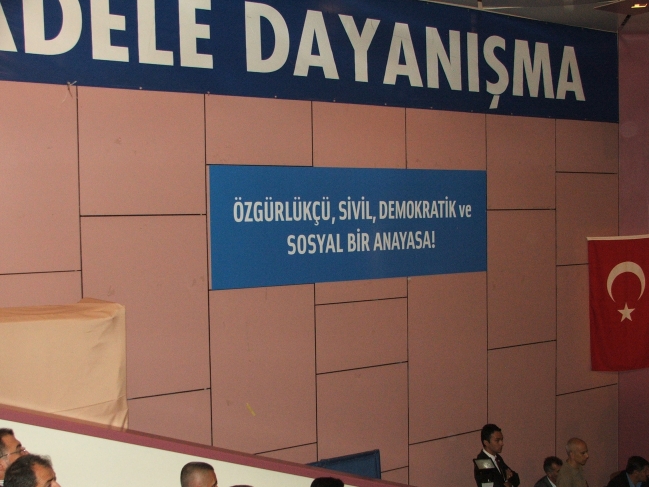 ADELE DAYANIŞMA
ÖZGÜRLÜKÇÜ, SİVİL, DEMOKRATİK ve
SOSYAL BİR ANAYASA!